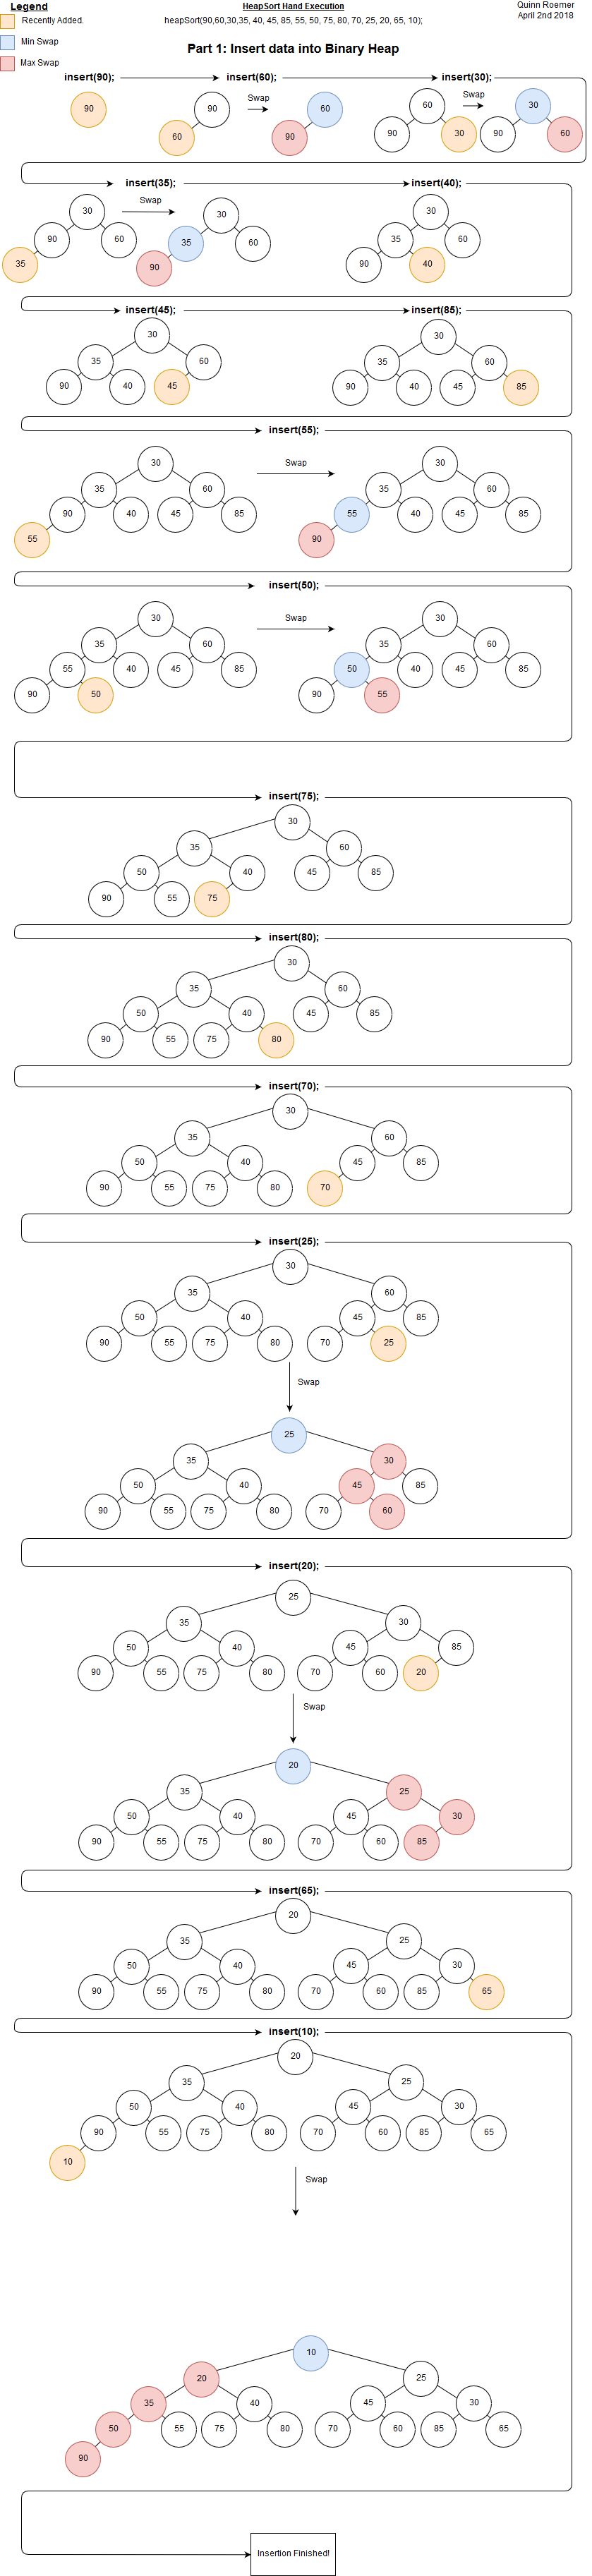 Legend
HeapSort Hand Execution
Quinn Roemer
Recently Added.
heapSort(90,60,30,35, 40, 45, 85, 55, 50, 75, 80, 70, 25, 20, 65, 10);
April 2nd 2018
Min Swap
Part 1: Insert data into Binary Heap
Max Swap
insert(90); insert(60); insert(30);
Swap Swap
90 90 60 60 30
60 90 90 30 90 60
insert(35); insert(40);
Swap
30 30 30
90 60 35 60 35 60
35 90 90 40
insert(45); insert(85);
30 30
35 60 35 60
90 40 45 90 40 45 85
insert(55);
Swap
30 30
35 60 35 60
90 40 45 85 55 40 45 85
55 90
insert(50);
Swap
30 30
35 60 35 60
55 40 45 85 50 40 45 85
90 50 90 55
insert(75);
30
35 60
50 40 45 85
90 55 75
insert(80);
30
35 60
50 40 45 85
90 55 75 80
insert(70);
30
35 60
50 40 45 85
90 55 75 80 70
insert(25);
30
35 60
50 40 45 85
90 55 75 80 70 25
Swap
25
35 30
50 40 45 85
90 55 75 80 70 60
insert(20);
25
35 30
50 40 45 85
90 55 75 80 70 60 20
Swap
20
35 25
50 40 45 30
90 55 75 80 70 60 85
insert(65);
20
35 25
50 40 45 30
90 55 75 80 70 60 85 65
insert(10);
20
35 25
50 40 45 30
90 55 75 80 70 60 85 65
10
Swap
10
20 25
35 40 45 30
50 55 75 80 70 60 85 65
90
Insertion Finished!